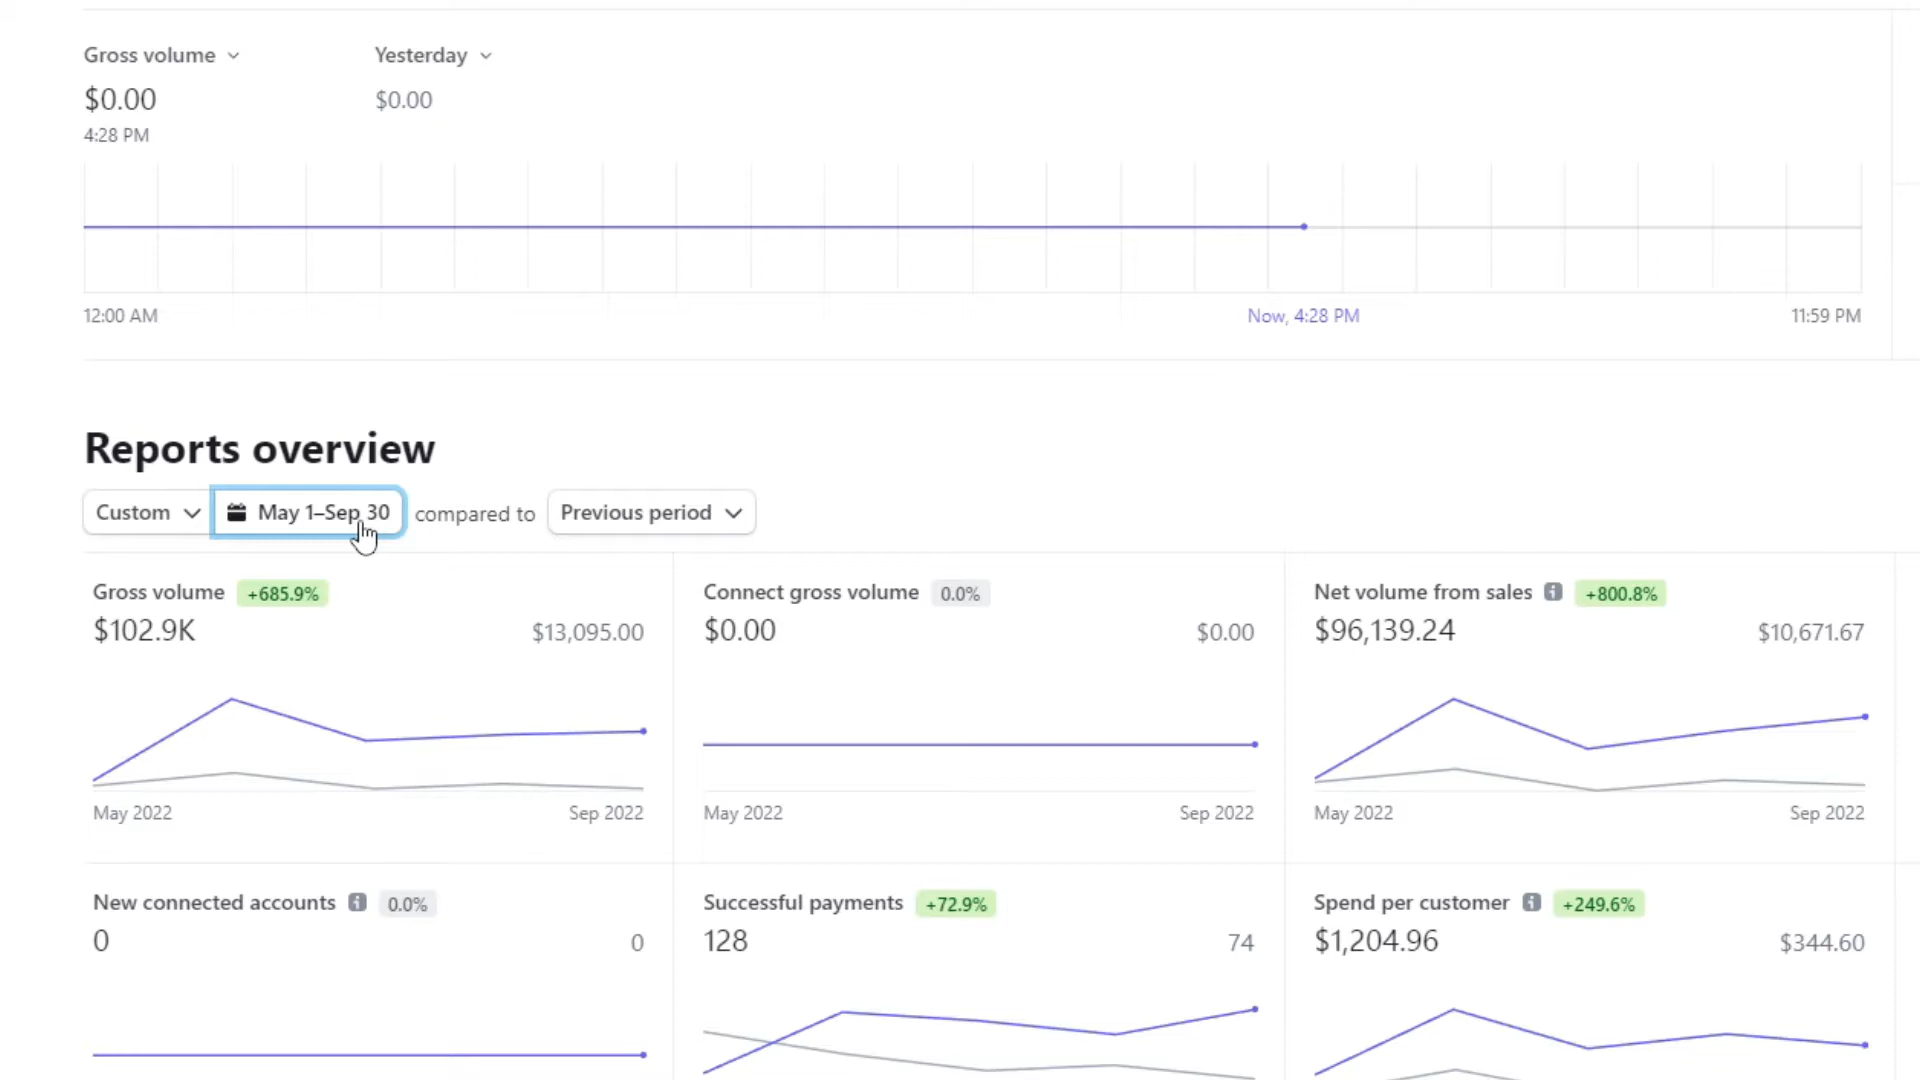 Gross volume
Yesterday
$0.00
$0.00
4:28 PM
12:00 AM
Now, 4:28 PM
11:59 PM
Reports overview
Custom
May 1–Sep 30
compared to
Previous period
Gross volume
+685.9%
$102.9K
$13,095.00
May 2022
Sep 2022
Connect gross volume
0.0%
$0.00
$0.00
May 2022
Sep 2022
Net volume from sales
+800.8%
$96,139.24
$10,671.67
May 2022
Sep 2022
New connected accounts
0.0%
0
0
Successful payments
+72.9%
128
74
Spend per customer
+249.6%
$1,204.96
$344.60